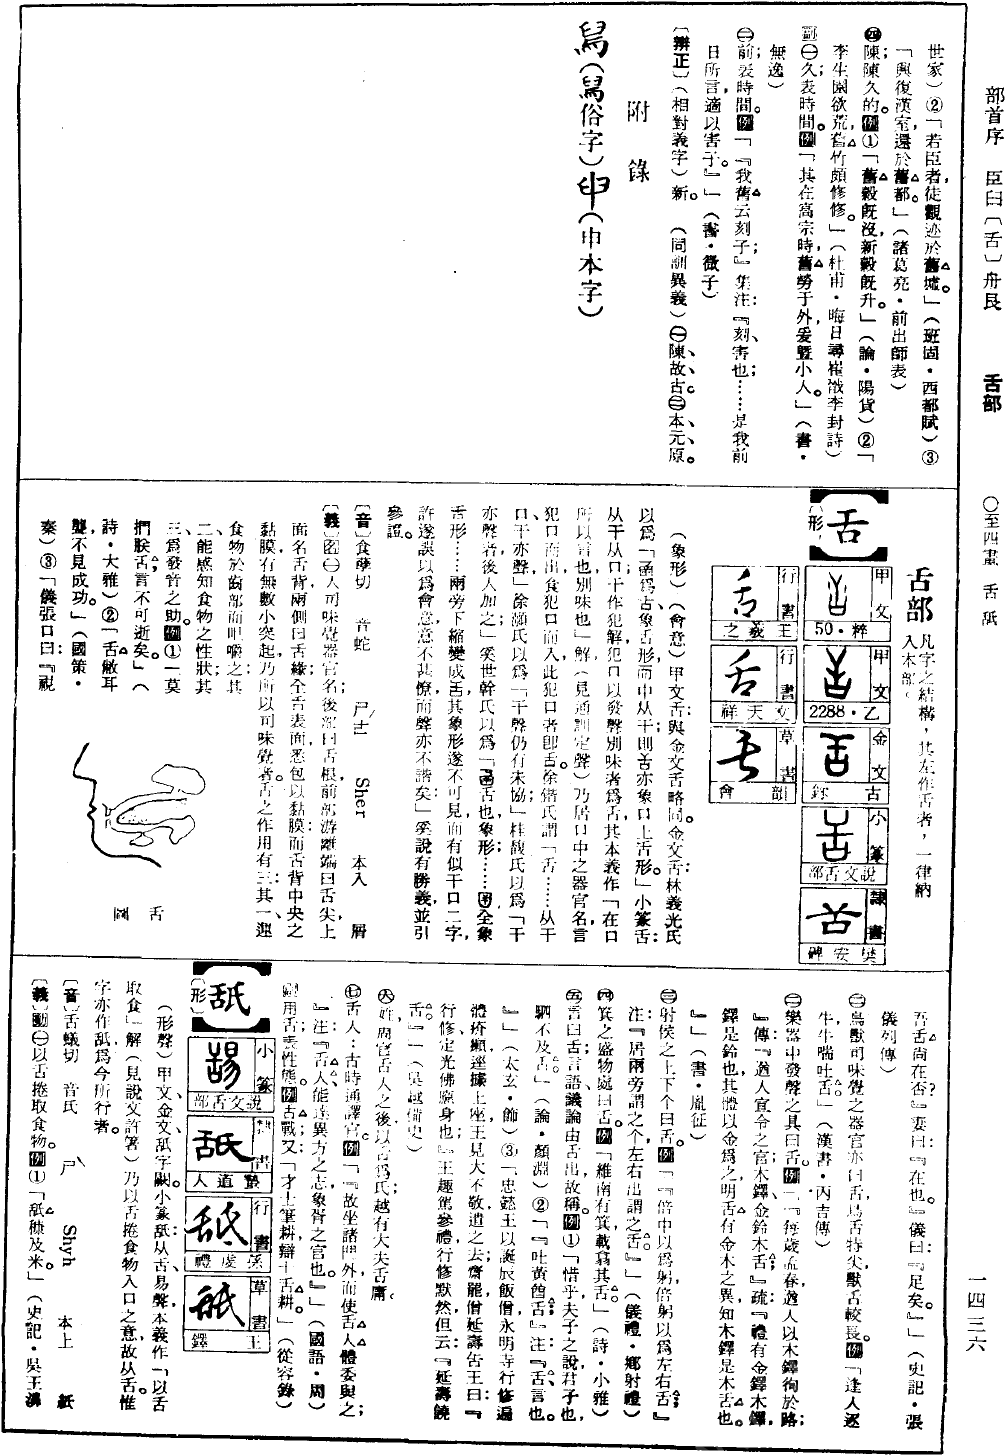 部首序　臣臼〔舌〕舟艮　舌部　〇至四畫　舌　舐　一四三六
世家）②「若臣者，徒觀迹於舊墟。」（班固・西都賦）③
「興復漢室，還於舊都。」（諸葛亮・前出師表）
㊃陳；陳久的。例①「舊穀既沒，新穀既升。」（論・陽貨）②「
李生園欲荒，舊竹頗修修。」（杜甫・晦日尋崔戢李封詩）
副㊀久；表時間。例「其在高宗時，舊勞于外，爰曁小人。」（書・
無逸）
㊁前；表時間。例「『我舊云刻子』集注：『刻，害也；……是我前
日所言，適以害子。』」（書・微子）
〔辨正〕（相對義字）新。（同訓異義）㊀陳、故、古。㊁本、元、原。
附錄
舃（舄俗字）𦥔（申本字）
舌部　凡字之結構，其左作舌者，一律納
入本部。
舌
〔形〕
甲文　粹・50
甲文　乙・2288
金文　古鉥
小篆　說文舌部
隸書　樊安碑
行書　王羲之
行書　文天祥
草書　韻會
（象形）（會意）甲文舌：與金文舌略同。金文舌：林義光氏
以爲「𠔌爲古，象舌形，而中从干；則舌亦象口上舌形。」小篆舌：
从干从口，干作犯解，犯口以發聲別味者爲舌，其本義作「在口
所以言也，別味也」解，（見通訓定聲）乃居口中之器官名，言
犯口而出，食犯口而入，此犯口者卽舌。徐鍇氏謂「舌……从干
口，干亦聲」徐灝氏以爲「干聲仍有未協」桂馥氏以爲「干
亦聲者，後人加之」奚世幹氏以爲「𠔌，舌也，象形……𠔌全象
舌形……兩旁下縮變成舌，其象形遂不可見，而有似干口二字，
許遂誤以爲會意，意不甚憭，而聲亦不諧矣」奚說有勝義，並引
參證。
〔音〕食孽切　音蛇　ㄕㄜˊ　Sher　本入　屑
〔義〕名㊀人司味覺器官名；後部曰舌根，前部游離端曰舌尖，上
面名舌背，兩側曰舌緣；全舌表面悉包以黏膜，而舌背中央之
黏膜有無數小突起，乃所以司味覺者。舌之作用有三：其一，運
食物於齒部而咀嚼之；其
二，能感知食物之性狀；其
三，爲發音之助。例①「莫
捫朕舌，言不可逝矣。」（
詩・大雅）②「舌敝耳
聾，不見成功。」（國策・
秦）③「儀張口曰：『視
舌圖
吾舌尚在否？』妻曰：『在也。』儀曰：『足矣。』」（史記・張
儀列傳）
㊁鳥獸司味覺之器官亦曰舌；鳥舌特尖，獸舌較長。例「逢人逐
牛，牛喘吐舌。」（漢書・丙吉傳）
㊂樂器中發聲之具曰舌。例「『每歲孟春，遒人以木鐸徇於路；
』傳：『遒人，宣令之官，木鐸，金鈴木舌』疏：『禮有金鐸木鐸，
鐸是鈴也，其體以金爲之，明舌有金木之異，知木鐸是木舌也。
』」（書・胤征）
㊂射侯之上下个曰舌。例「『倍中以爲躬，倍躬以爲左右舌』
注：『居兩旁謂之个，左右出謂之舌』」（儀禮・鄉射禮）
㊃箕之盛物處曰舌。例「維南有箕，載翕其舌」（詩・小雅）
㊄言曰舌；言語議論由舌出故稱。例①「惜乎夫子之說君子也，
駟不及舌」（論・顏淵）②「『吐黃酋舌』注：『舌，言也。
』」（太玄・飾）③「忠懿王以誕辰飯僧永明寺，行修遍
體疥癩，逕據上座，王見大不敬，遣之去；齋罷，僧延壽告王曰：『
行修，定光佛應身也』王趣駕參禮，行修默然，但云：『延壽饒
舌』」（吳越備史）
㊅姓；周官舌人之後以舌爲氏，越有大夫舌庸。
㊆舌人：古時通譯官。例「『故坐諸門外，而使舌人體委與之；
』注：『舌人，能達異方之志，象胥之官也。』」（國語・周）
副用舌；表性態。例「舌戰」又「才士筆耕，辯士舌耕。」（從容錄）
舐
〔形〕
小篆　說文舌部
隸書　𨽻道人
行書　孫虔禮
草書　王鐸
（形聲）甲文金文、舐字闕。小篆舐：从舌，易聲，本義作「以舌
取食」解，（見說文許箸）乃以舌捲食物入口之意，故从舌。惟
字亦作舐，爲今所行者。
〔音〕舌蟻切　音氏　ㄕˋ　Shyh　本上　紙
〔義〕動㊀以舌捲取食物。例①「舐穅及米。」（史記・吳王濞